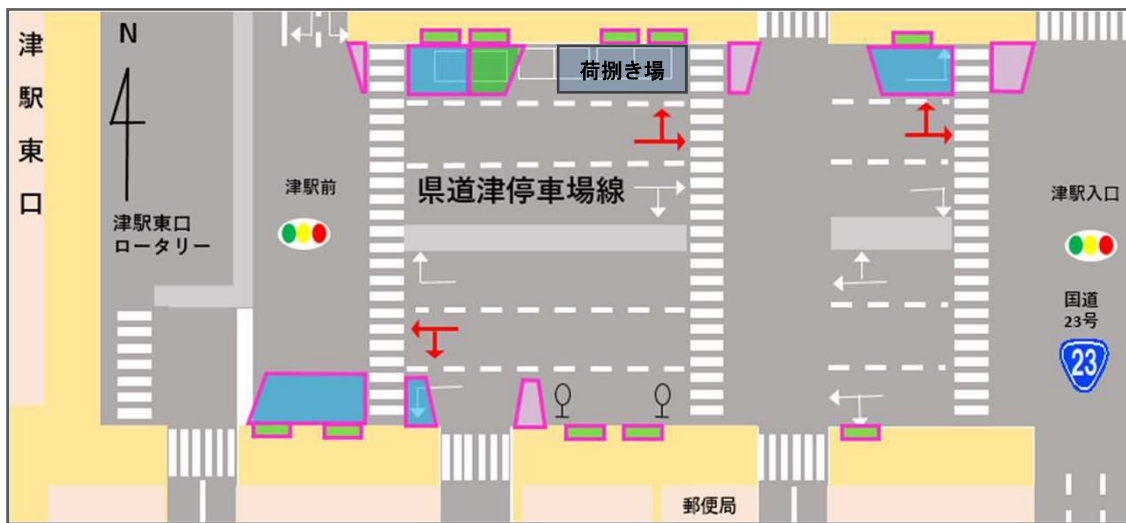 津駅東口
N
津駅東口
ロータリー
津駅前
荷捌き場
県道津停車場線
津駅入口
国道
23号
23
郵便局